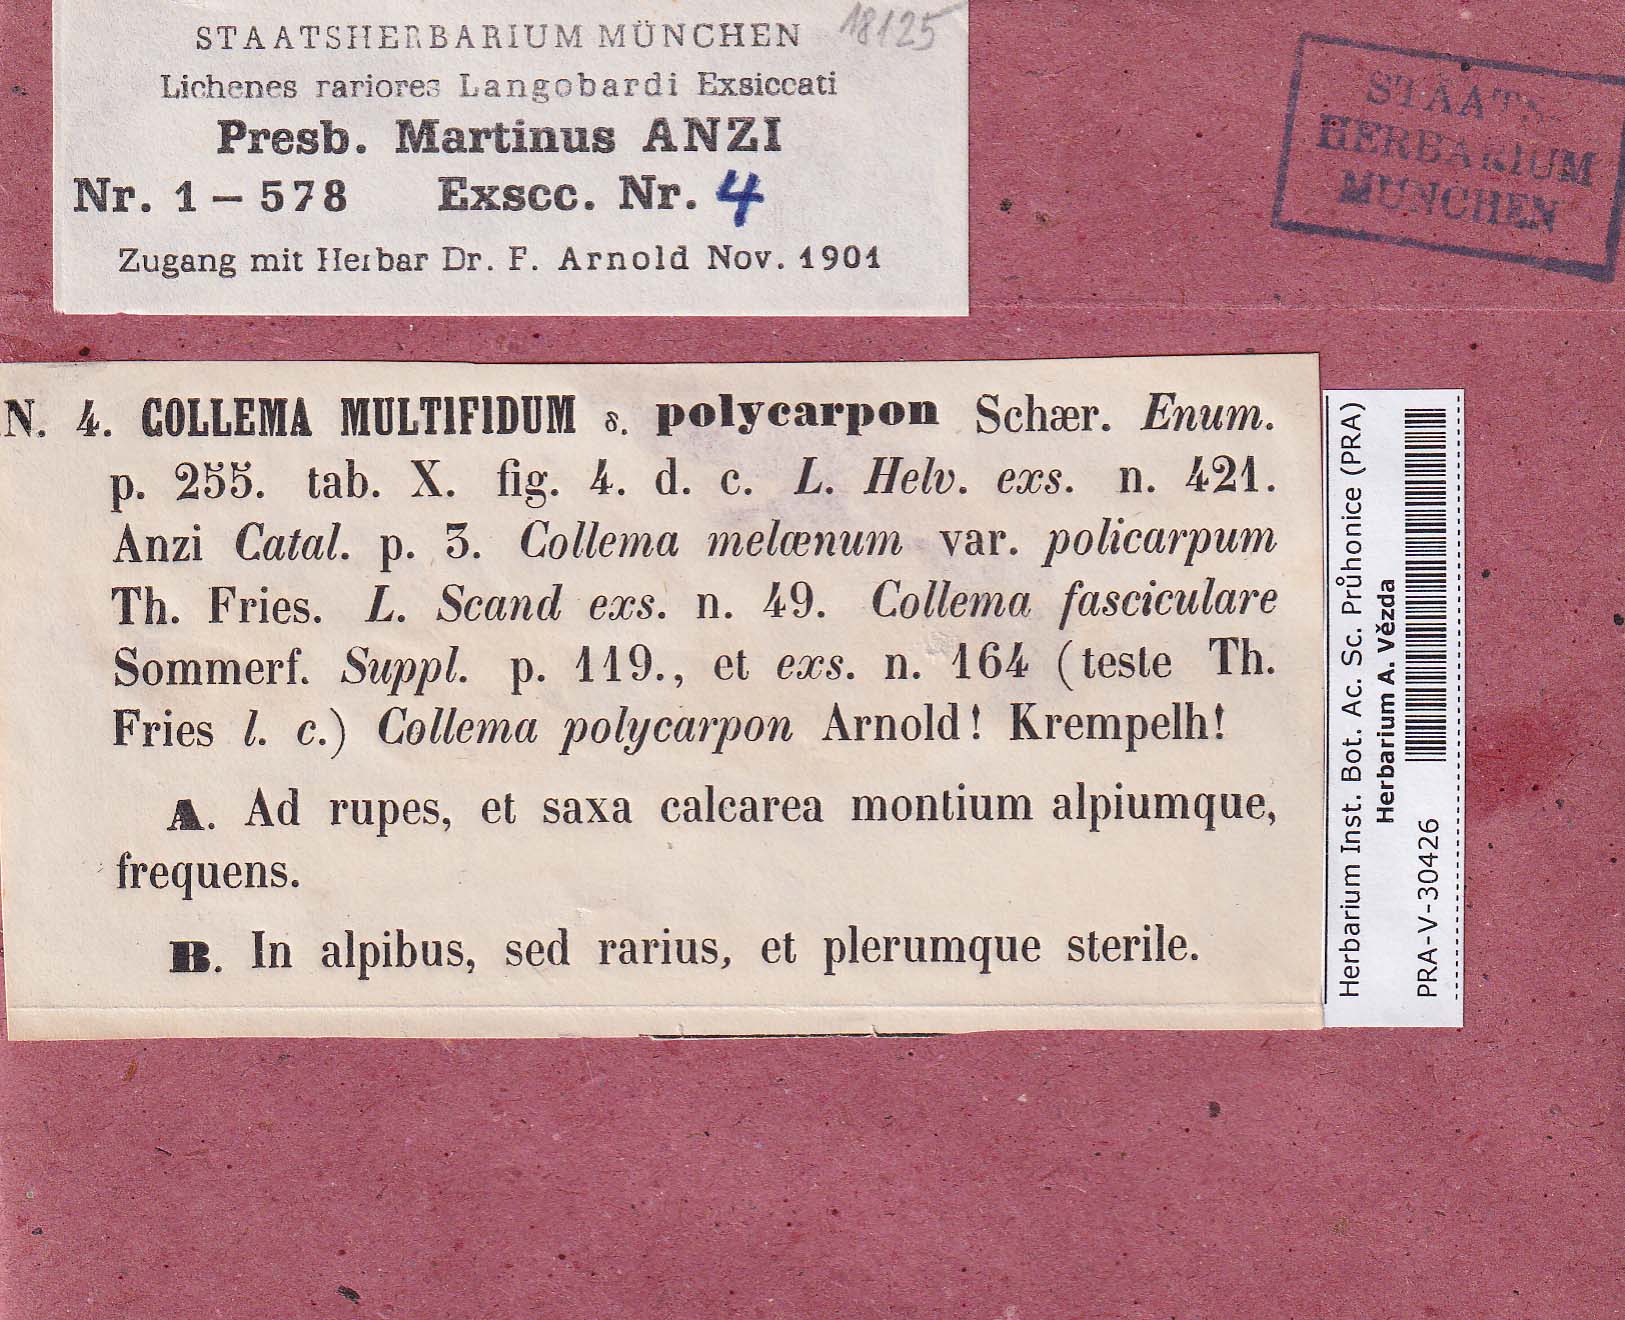 STAATSHERBARIUM MÜNCHEN
18125
Lichenes rariores Langobardi Exsiccati
Presb. Martinus ANZI
Nr. 1 – 578 Exscc. Nr. 4
Zugang mit Herbar Dr. F. Arnold Nov. 1901
STAATS-
HERBARIUM
MÜNCHEN
N. 4. COLLEMA MULTIFIDUM δ. polycarpon Schær. Enum.
p. 255. tab. X. fig. 4. d. c. L. Helv. exs. n. 421.
Anzi Catal. p. 3. Collema melænum var. policarpum
Th. Fries. L. Scand exs. n. 49. Collema fasciculare
Sommerf. Suppl. p. 119., et exs. n. 164 (teste Th.
Fries l. c.) Collema polycarpon Arnold! Krempelh!
A. Ad rupes, et saxa calcarea montium alpiumque,
frequens.
B. In alpibus, sed rarius, et plerumque sterile.
Herbarium Inst. Bot. Ac. Sc. Průhonice (PRA)
Herbarium A. Vězda
PRA-V-30426